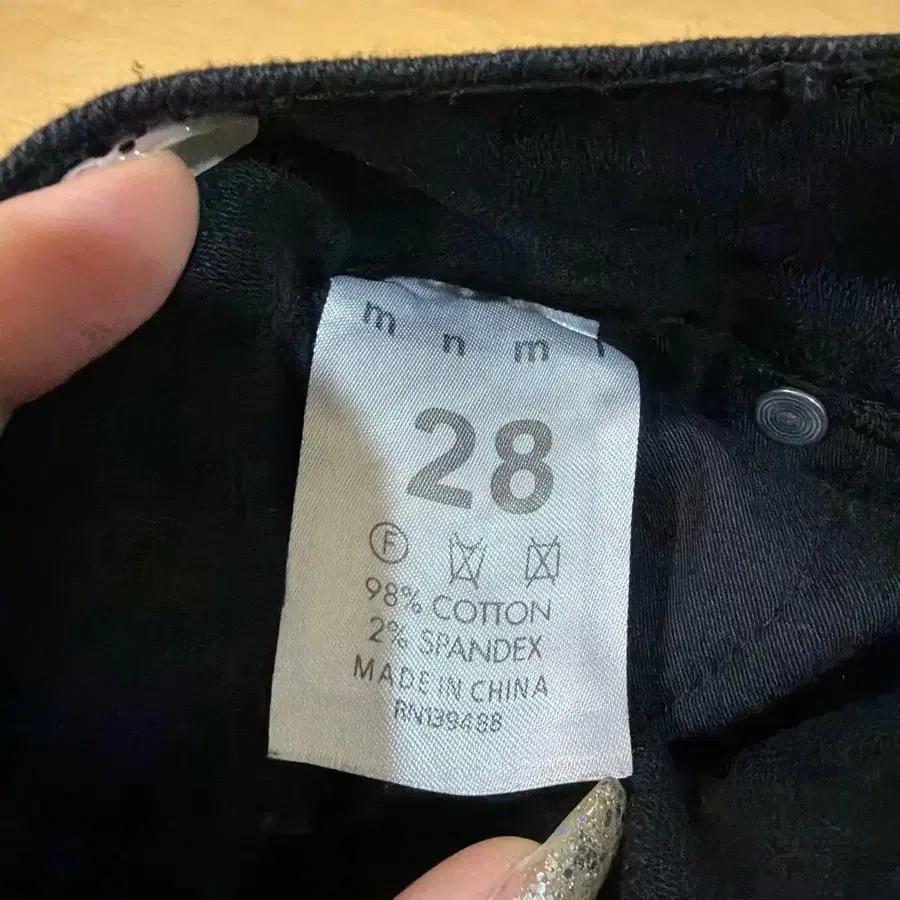 m n m l
28
F
98% COTTON
2% SPANDEX
MADE IN CHINA
RN139488